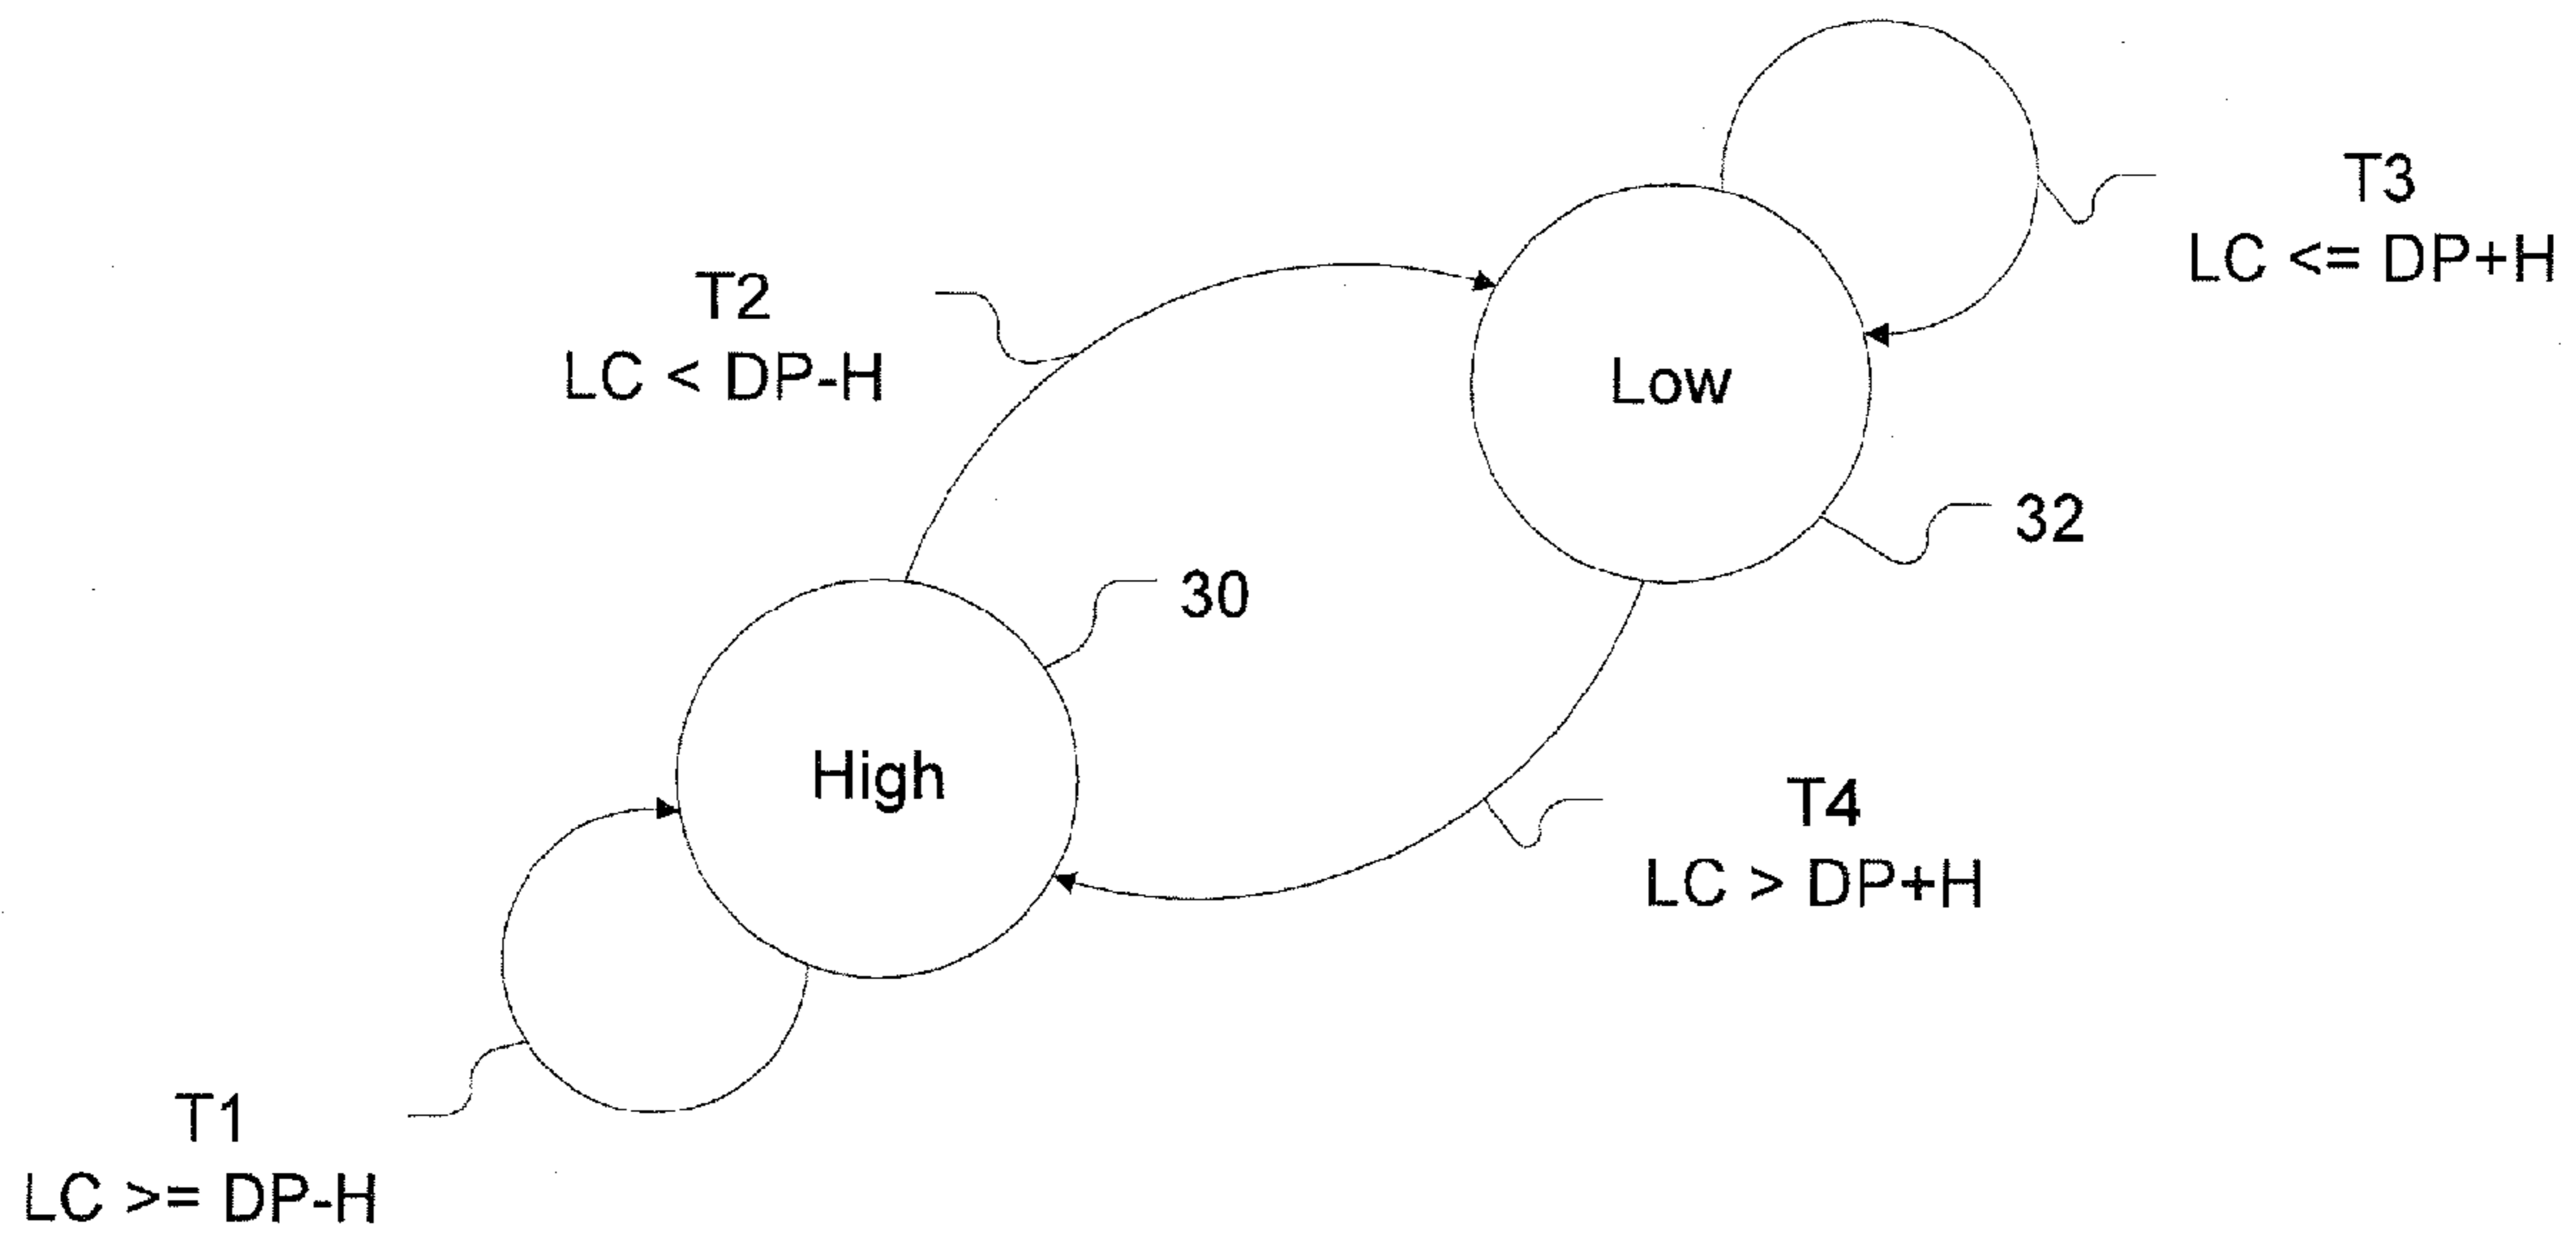 T3
LC <= DP+H
T2
LC < DP-H
Low
32
30
High
T4
LC > DP+H
T1
LC >= DP-H